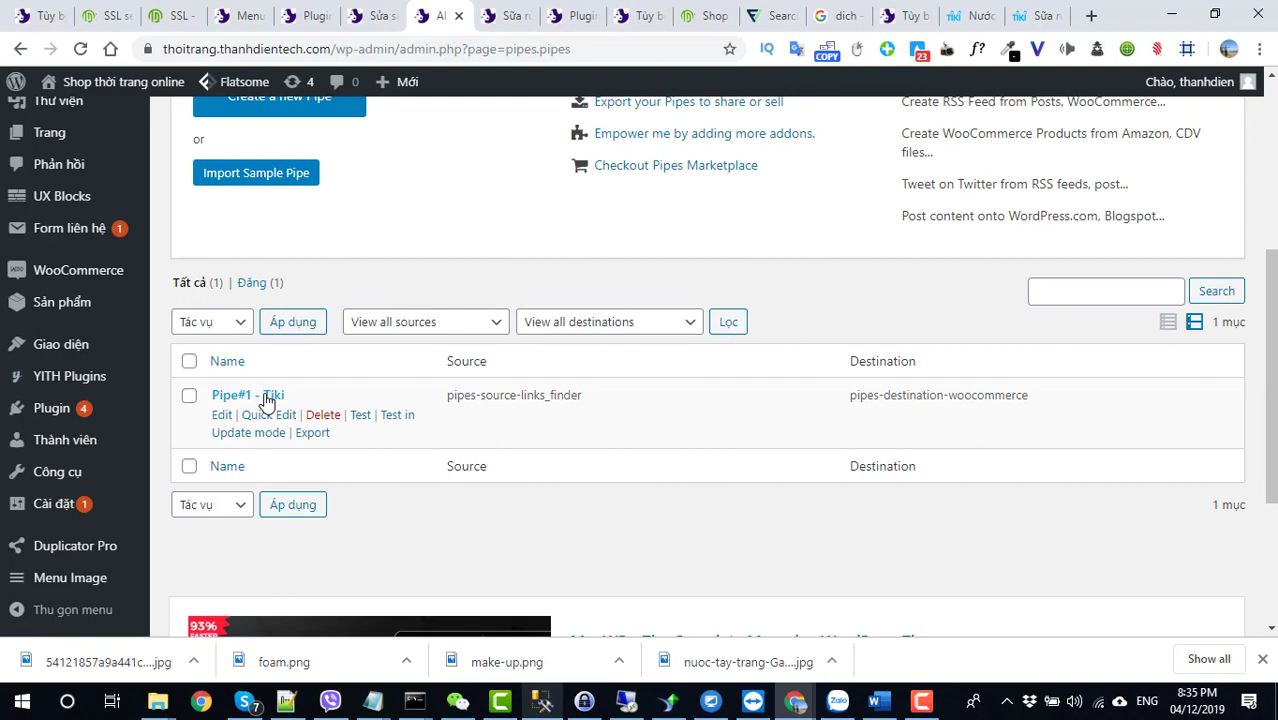 Tùy b
SSL se
SSL -
Menu
Plugin
Sửa s
Al
Sửa n
Plugin
Tùy b
Shop
Search
dich -
Tùy b
Nước
Sữa r
thoitrang.thanhdientech.com/wp-admin/admin.php?page=pipes.pipes
COPY
23
f?
Shop thời trang online
Flatsome
4
0
Mới
Chào, thanhdien
Thư viện
Trang
Phản hồi
UX Blocks
Form liên hệ 1
WooCommerce
Sản phẩm
Giao diện
YITH Plugins
Plugin 4
Thành viên
Công cụ
Cài đặt 1
Duplicator Pro
Menu Image
Thu gọn menu
Create a new Pipe
or
Import Sample Pipe
Export your Pipes to share or sell
Empower me by adding more addons.
Checkout Pipes Marketplace
Create RSS Feed from Posts, WooCommerce...
Create WooCommerce Products from Amazon, CDV
files...
Tweet on Twitter from RSS feeds, post...
Post content onto WordPress.com, Blogspot...
Tất cả (1) | Đăng (1)
Search
Tác vụ
Áp dụng
View all sources
View all destinations
Lọc
1 mục
Name
Source
Destination
Pipe#1 - Tiki
pipes-source-links_finder
pipes-destination-woocommerce
Edit | Quick Edit | Delete | Test | Test in
Update mode | Export
Name
Source
Destination
Tác vụ
Áp dụng
1 mục
93%
54121857a9a441c....jpg
foam.png
make-up.png
nuoc-tay-trang-Ga....jpg
Show all
7
ENG
8:35 PM
04/12/2019